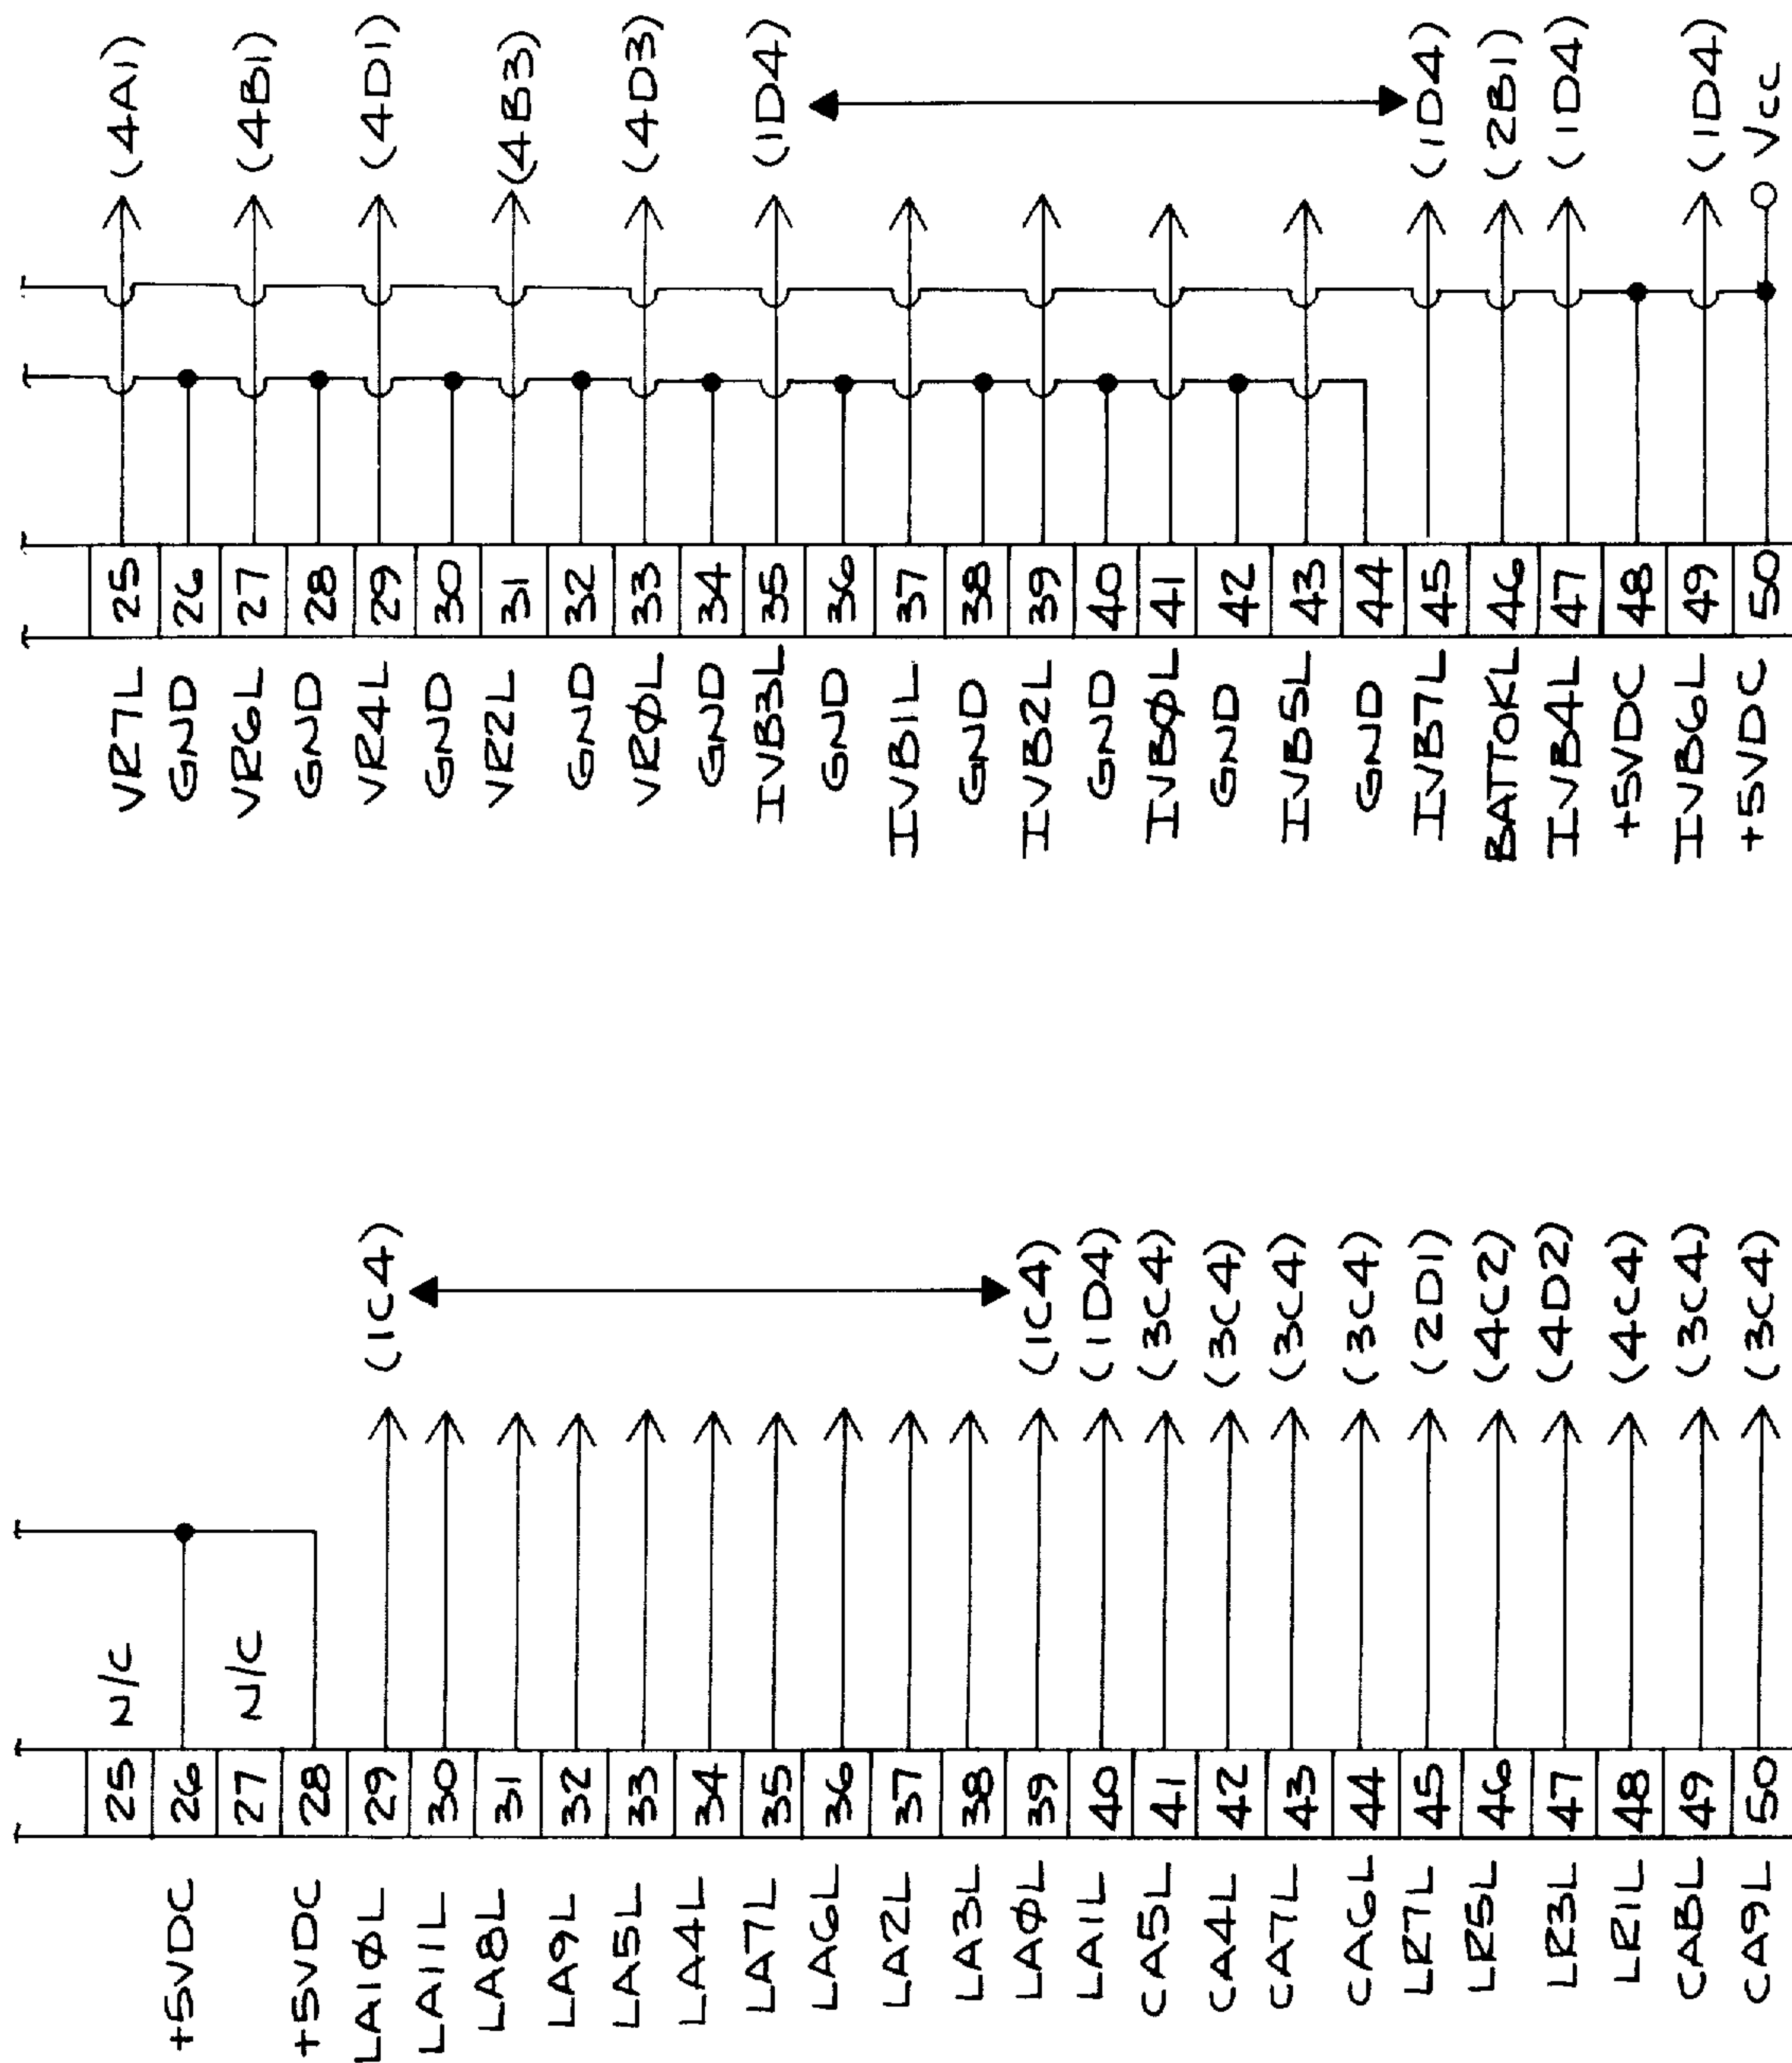 VR7L 25 (4A1)
GND 26
VR6L 27 (4B1)
GND 28
VR4L 29 (4D1)
GND 30
VR2L 31 (4B3)
GND 32
VRØL 33 (4D3)
GND 34
IVB3L 35 (1D4)
GND 36
IVB1L 37
GND 38
IVB2L 39
GND 40
IVBØL 41
GND 42
IVB5L 43
GND 44
IVB7L 45 (1D4)
BATTOKL 46 (2B1)
IVB4L 47 (1D4)
+5VDC 48
IVB6L 49 (1D4)
+5VDC 50 Vcc
25 N/C
+5VDC 26
27 N/C
+5VDC 28
LA1ØL 29 (1C4)
LA11L 30
LA8L 31
LA9L 32
LA5L 33
LA4L 34
LA7L 35
LA6L 36
LA2L 37
LA3L 38
LAØL 39 (1C4)
LA1L 40 (1D4)
CA5L 41 (3C4)
CA4L 42 (3C4)
CA7L 43 (3C4)
CA6L 44 (3C4)
LR7L 45 (2D1)
LR5L 46 (4C2)
LR3L 47 (4D2)
LR1L 48 (4C4)
CA8L 49 (3C4)
CA9L 50 (3C4)